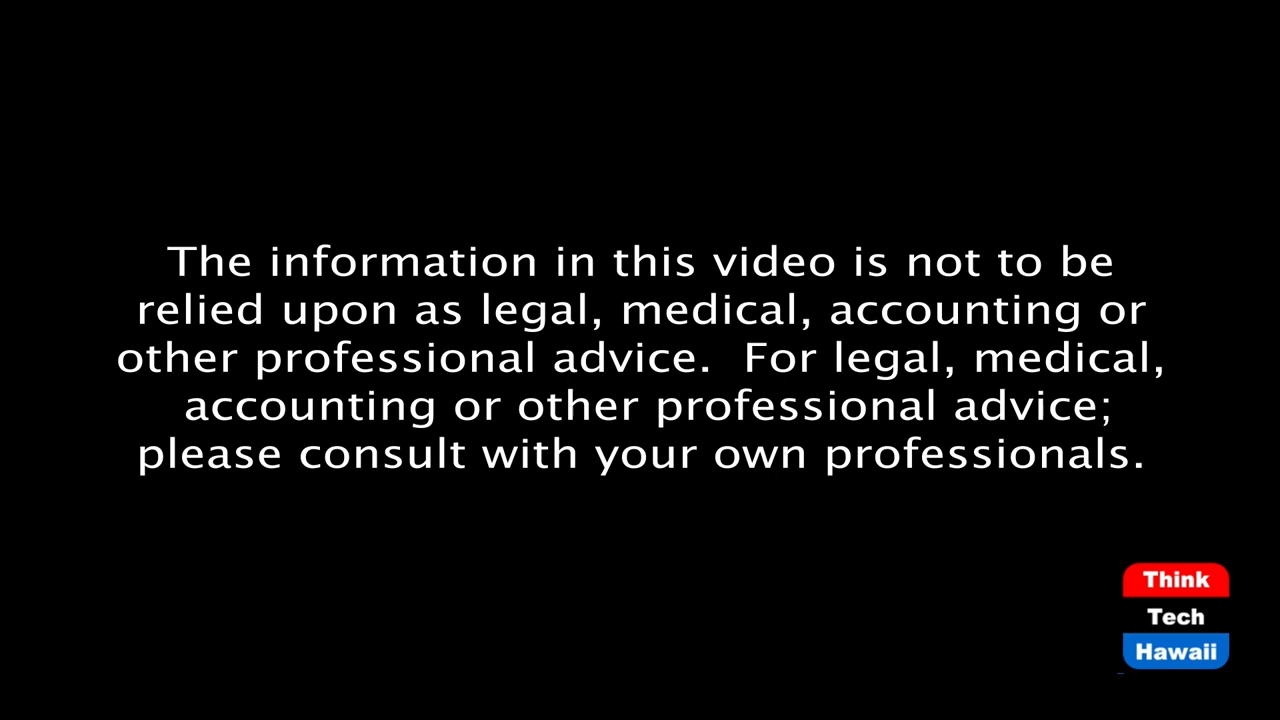 The information in this video is not to be
relied upon as legal, medical, accounting or
other professional advice.  For legal, medical,
accounting or other professional advice;
please consult with your own professionals.
Think
Tech
Hawaii